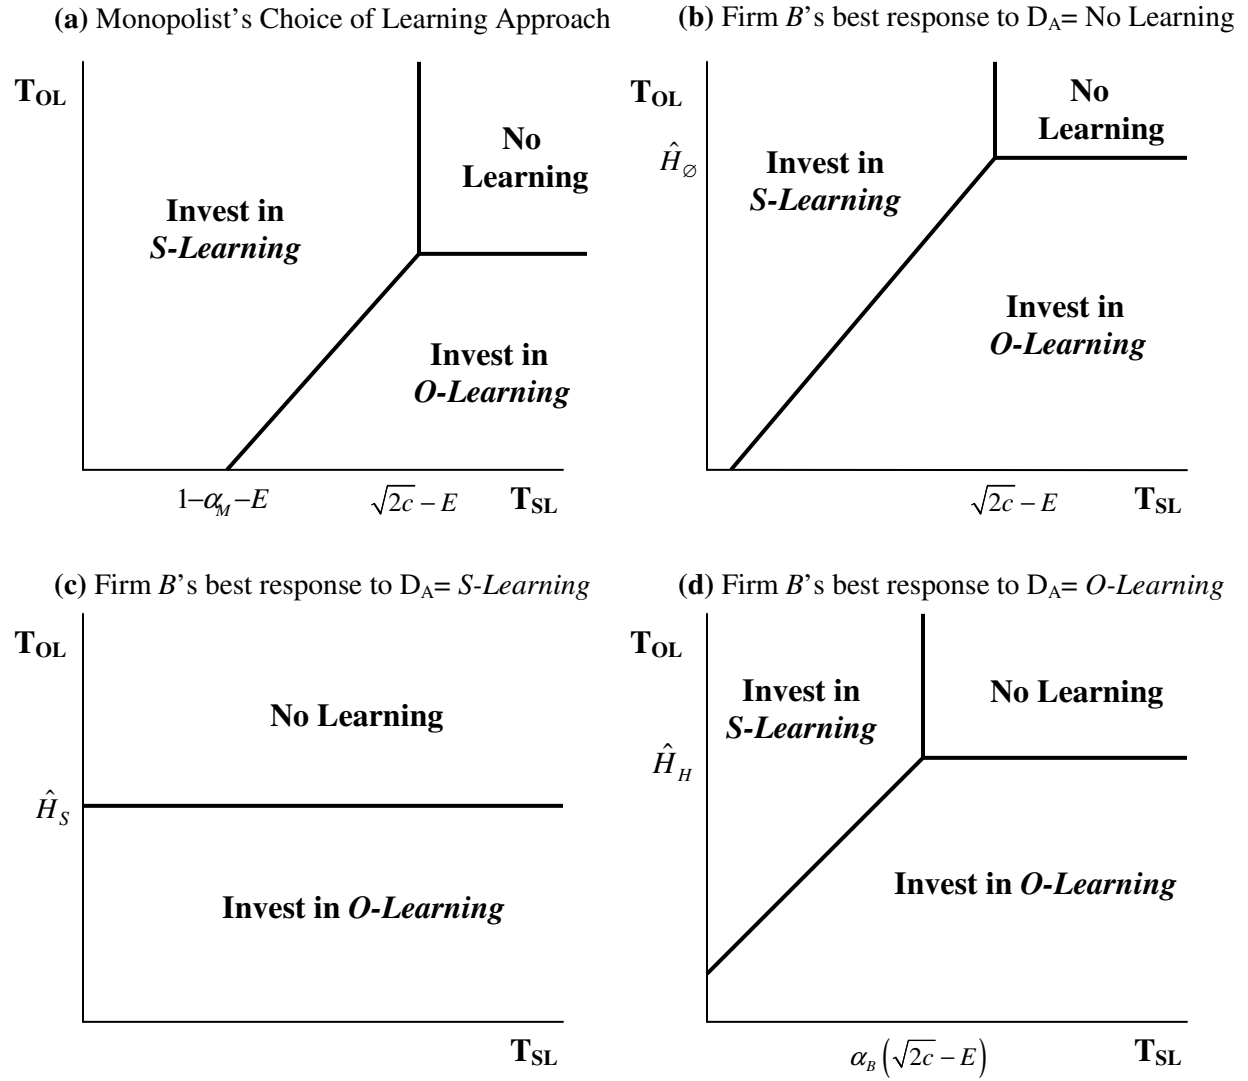 (a) Monopolist's Choice of Learning Approach
T_OL
No
Learning
Invest in
S-Learning
Invest in
O-Learning
1−α_M−E
√2c − E
T_SL
(b) Firm B's best response to D_A= No Learning
T_OL
No
Learning
Ĥ_∅
Invest in
S-Learning
Invest in
O-Learning
√2c − E
T_SL
(c) Firm B's best response to D_A= S-Learning
T_OL
No Learning
Ĥ_S
Invest in O-Learning
T_SL
(d) Firm B's best response to D_A= O-Learning
T_OL
Invest in
S-Learning
No Learning
Ĥ_H
Invest in O-Learning
α_B(√2c − E)
T_SL